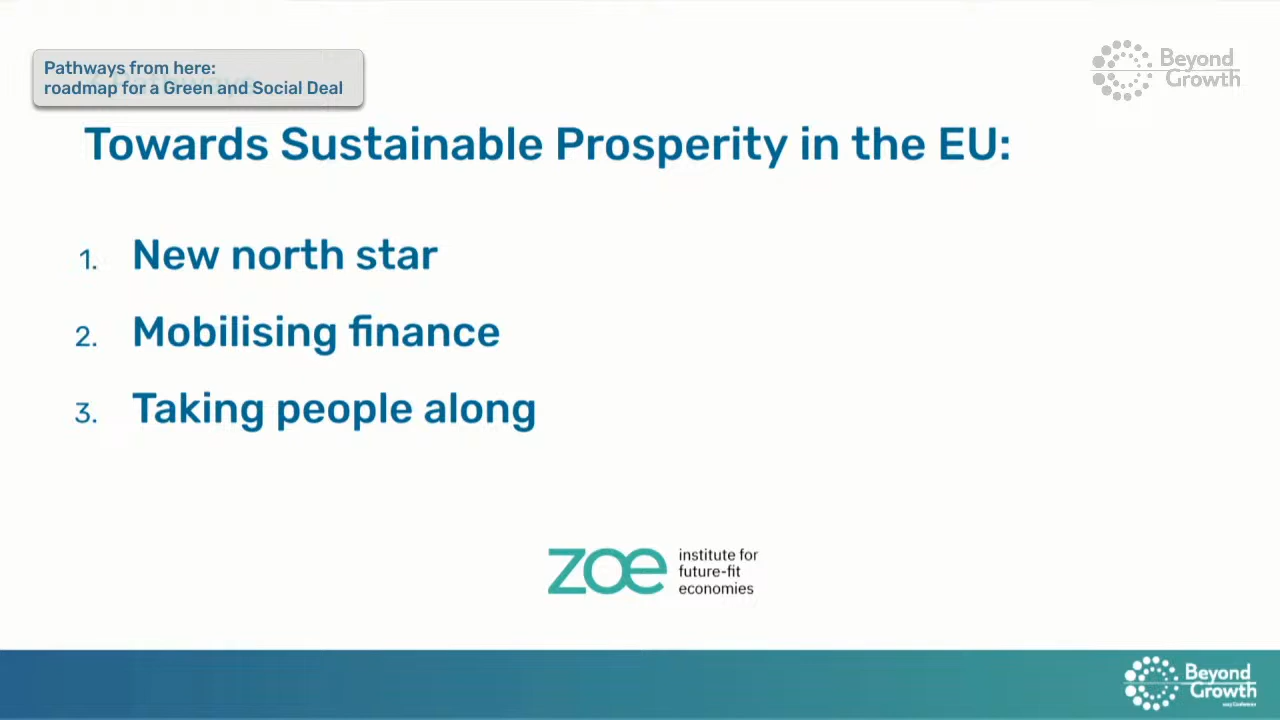 Pathways from here:
roadmap for a Green and Social Deal
Beyond
Growth
Towards Sustainable Prosperity in the EU:
1. New north star
2. Mobilising finance
3. Taking people along
zoe
institute for
future-fit
economies
Beyond
Growth